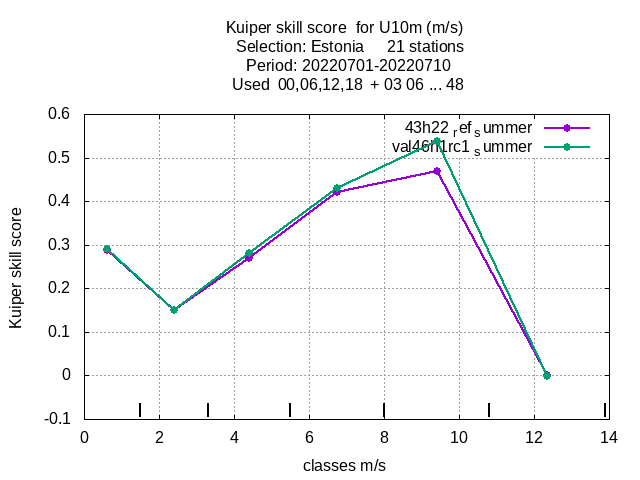 Kuiper skill score for U10m (m/s)
Selection: Estonia 21 stations
Period: 20220701-20220710
Used 00,06,12,18 + 03 06 ... 48
0.6
0.5
0.4
0.3
0.2
0.1
0
-0.1
Kuiper skill score
43h22 ref summer
val46h1rc1 summer
0 2 4 6 8 10 12 14
classes m/s